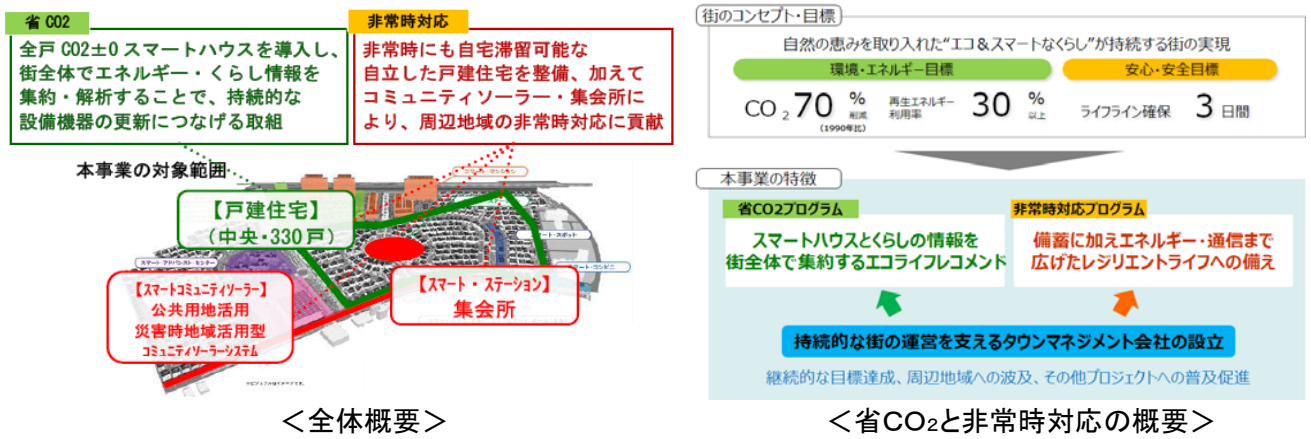 省 CO2
全戸 CO2±0 スマートハウスを導入し、
街全体でエネルギー・くらし情報を
集約・解析することで、持続的な
設備機器の更新につなげる取組
非常時対応
非常時にも自宅滞留可能な
自立した戸建住宅を整備、加えて
コミュニティソーラー・集会所に
より、周辺地域の非常時対応に貢献
本事業の対象範囲
【戸建住宅】
(中央・330戸)
スマート・スポット
スマート・コンビニ
【スマートコミュニティソーラー】
公共用地活用
災害時地域活用型
コミュニティソーラーシステム
【スマート・ステーション】
集会所
<全体概要>
街のコンセプト・目標
自然の恵みを取り入れた“エコ&スマートなくらし”が持続する街の実現
環境・エネルギー目標
安心・安全目標
CO2 70 % 削減
(1990年比)
再生エネルギー
利用率
30 % 以上
ライフライン確保 3 日間
本事業の特徴
省CO2プログラム
スマートハウスとくらしの情報を
街全体で集約するエコライフレコメンド
非常時対応プログラム
備蓄に加えエネルギー・通信まで
広げたレジリエントライフへの備え
持続的な街の運営を支えるタウンマネジメント会社の設立
継続的な目標達成、周辺地域への波及、その他プロジェクトへの普及促進
<省CO2と非常時対応の概要>